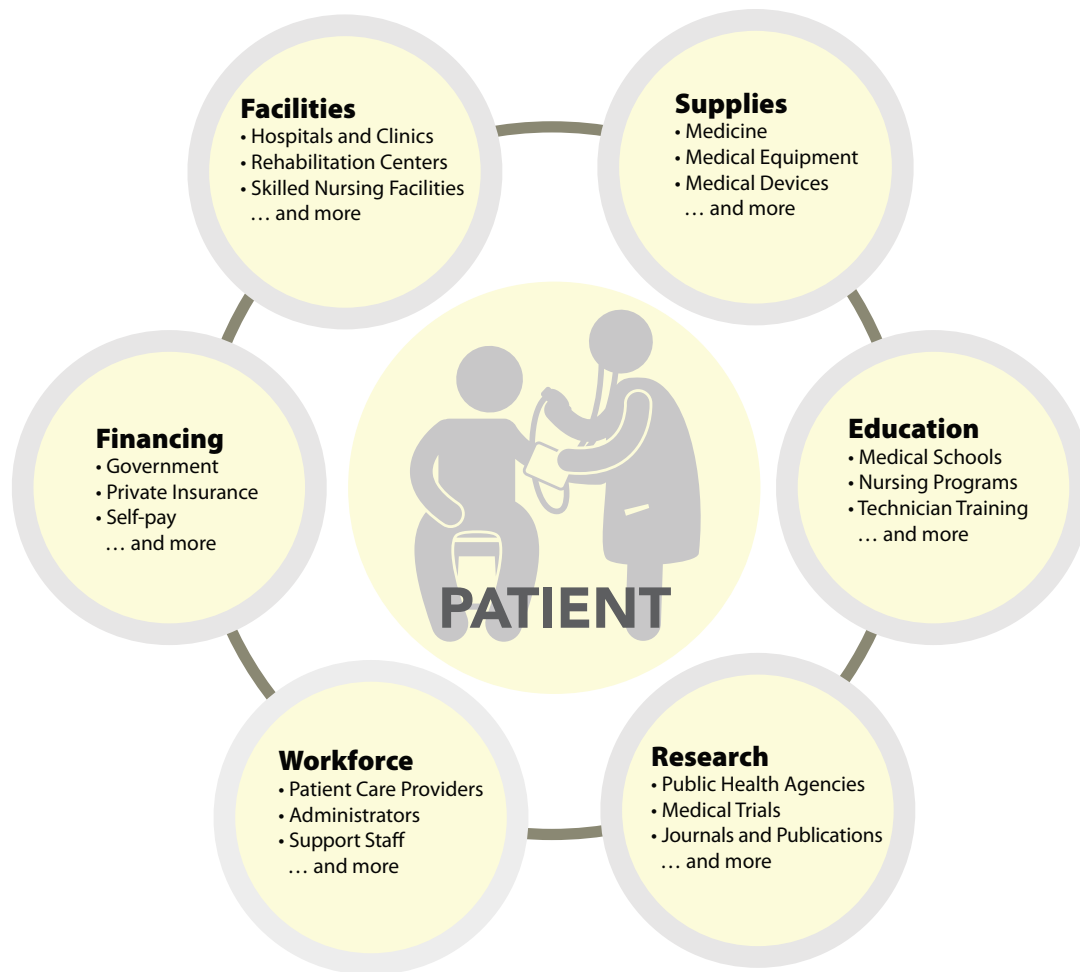 Facilities
• Hospitals and Clinics
• Rehabilitation Centers
• Skilled Nursing Facilities
… and more
Supplies
• Medicine
• Medical Equipment
• Medical Devices
… and more
Financing
• Government
• Private Insurance
• Self-pay
… and more
PATIENT
Education
• Medical Schools
• Nursing Programs
• Technician Training
… and more
Workforce
• Patient Care Providers
• Administrators
• Support Staff
… and more
Research
• Public Health Agencies
• Medical Trials
• Journals and Publications
… and more